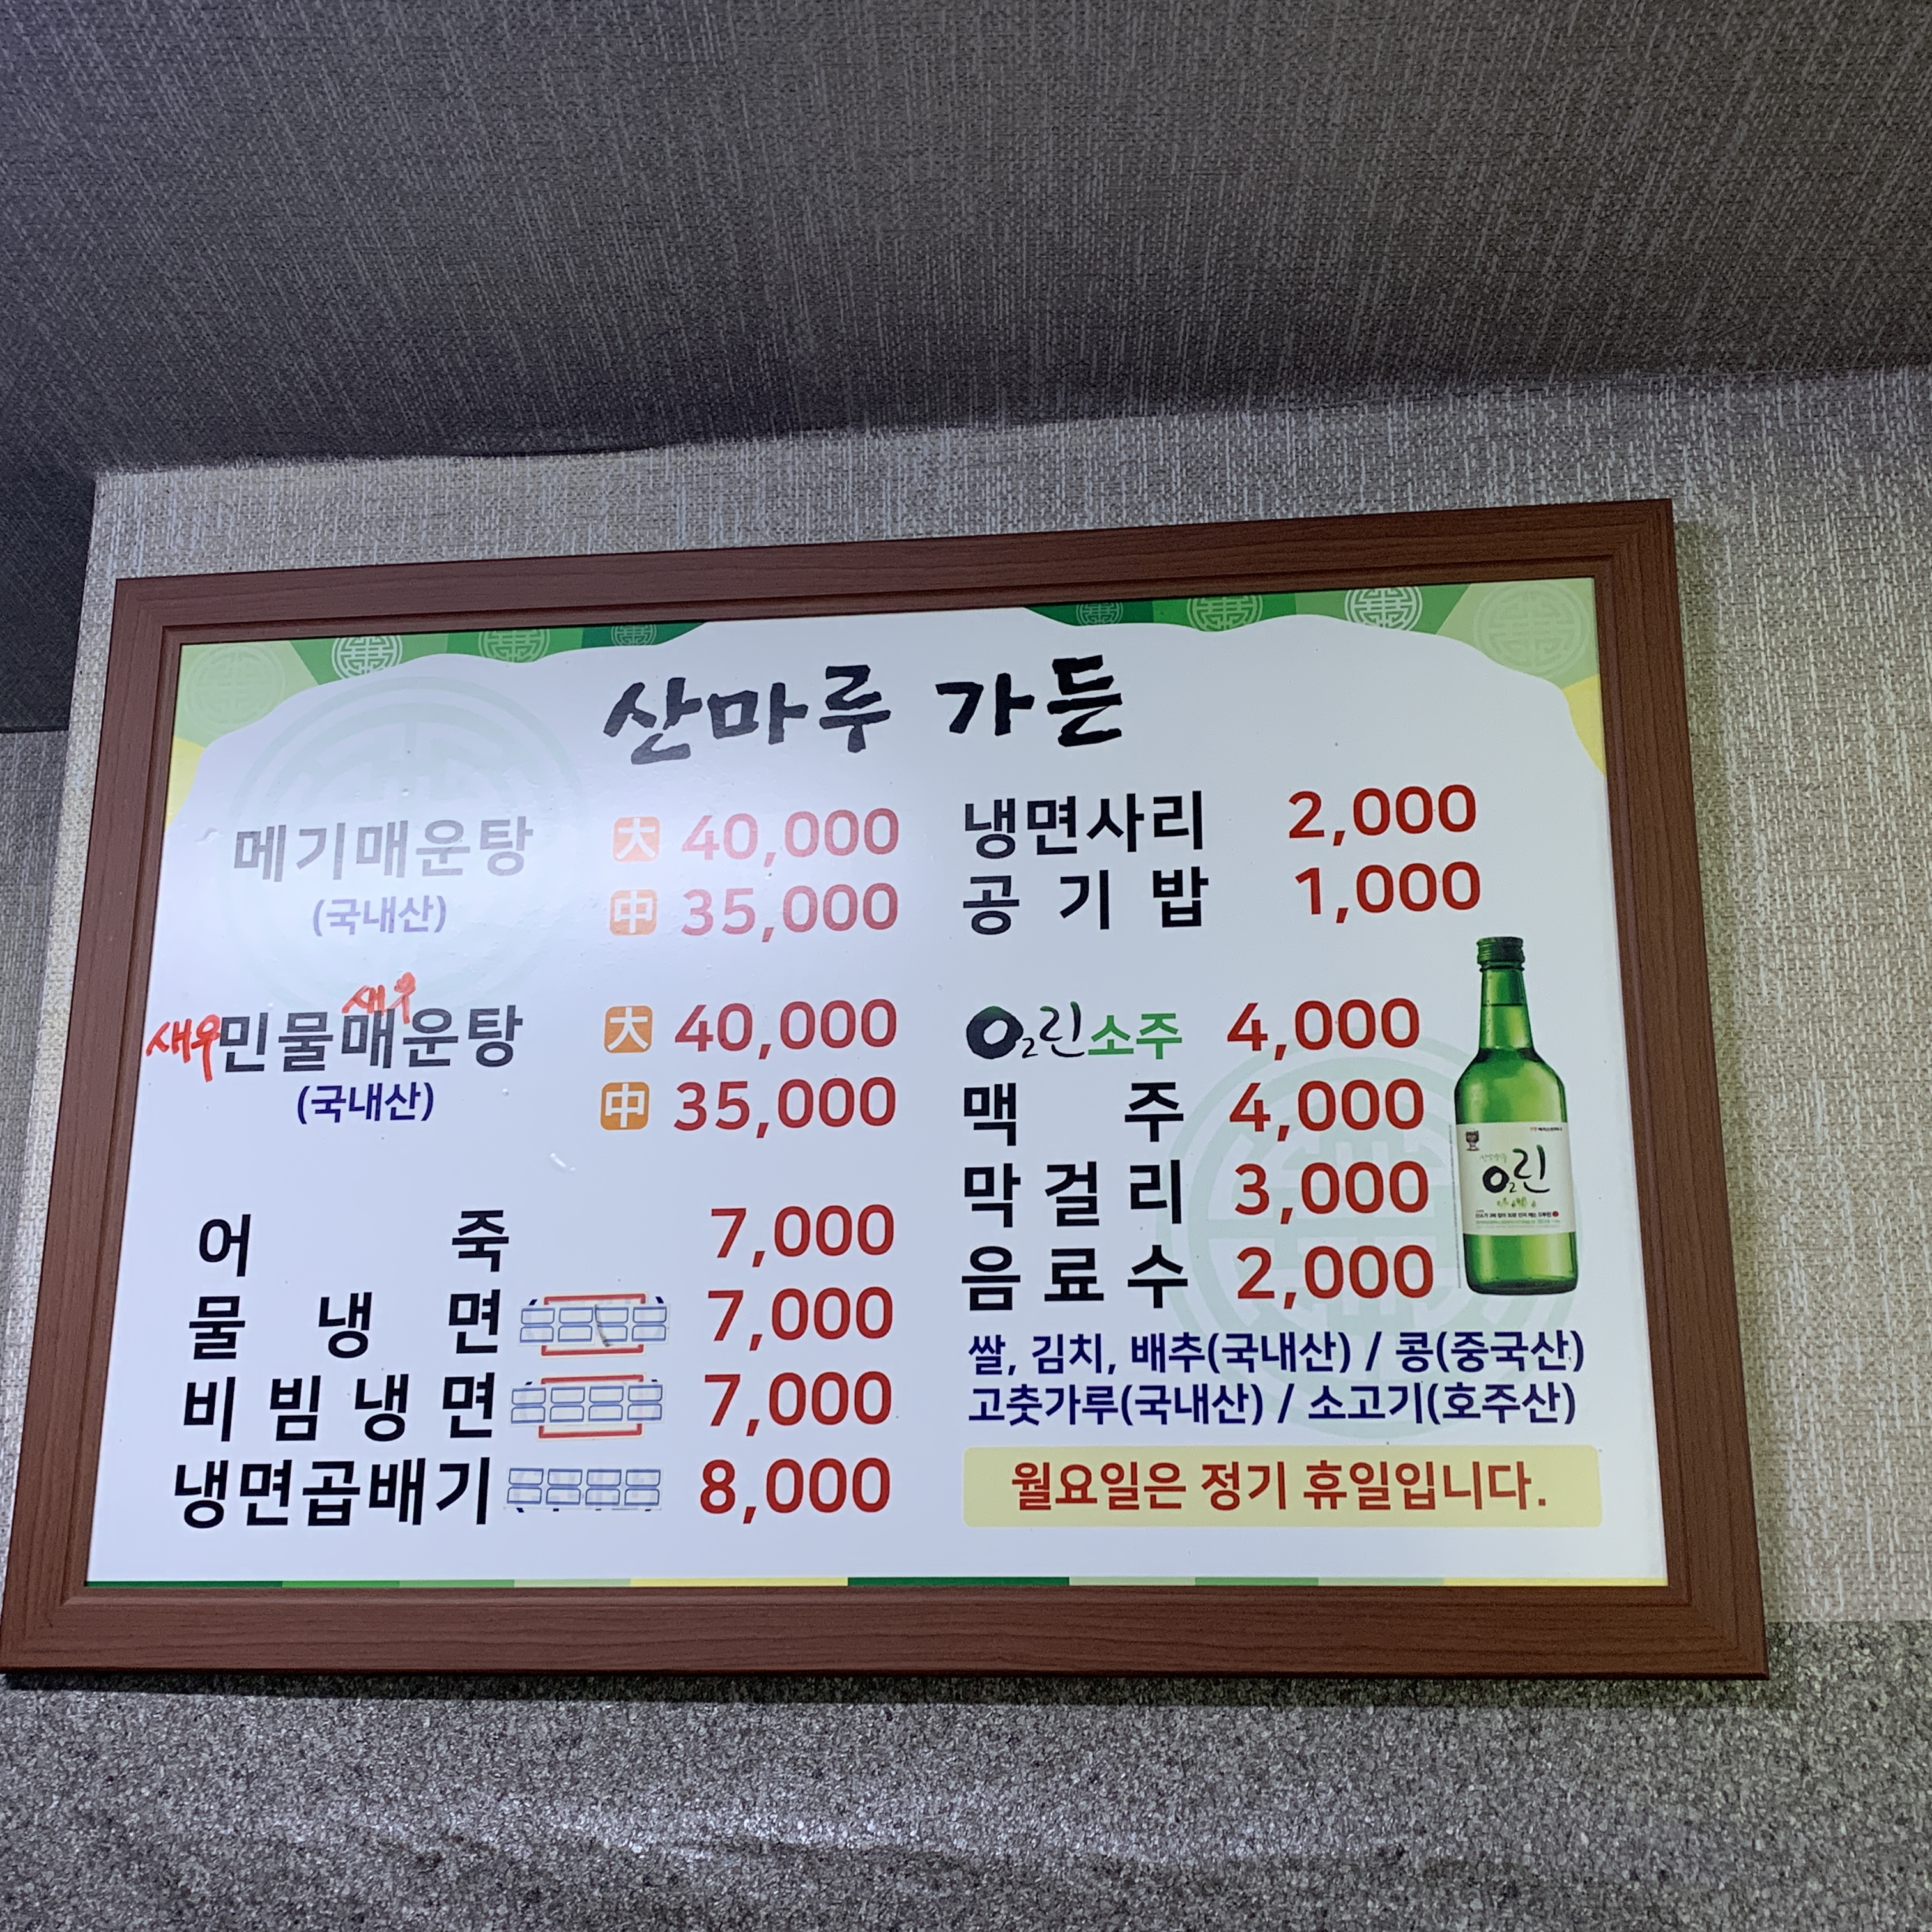 산마루 가든
메기매운탕 大 40,000
(국내산) 中 35,000
새우
새우민물매운탕 大 40,000
(국내산) 中 35,000
어죽 7,000
물냉면 7,000
비빔냉면 7,000
냉면곱배기 8,000
냉면사리 2,000
공기밥 1,000
O2린소주 4,000
맥주 4,000
막걸리 3,000
음료수 2,000
O2린
쌀, 김치, 배추(국내산) / 콩(중국산)
고춧가루(국내산) / 소고기(호주산)
월요일은 정기 휴일입니다.